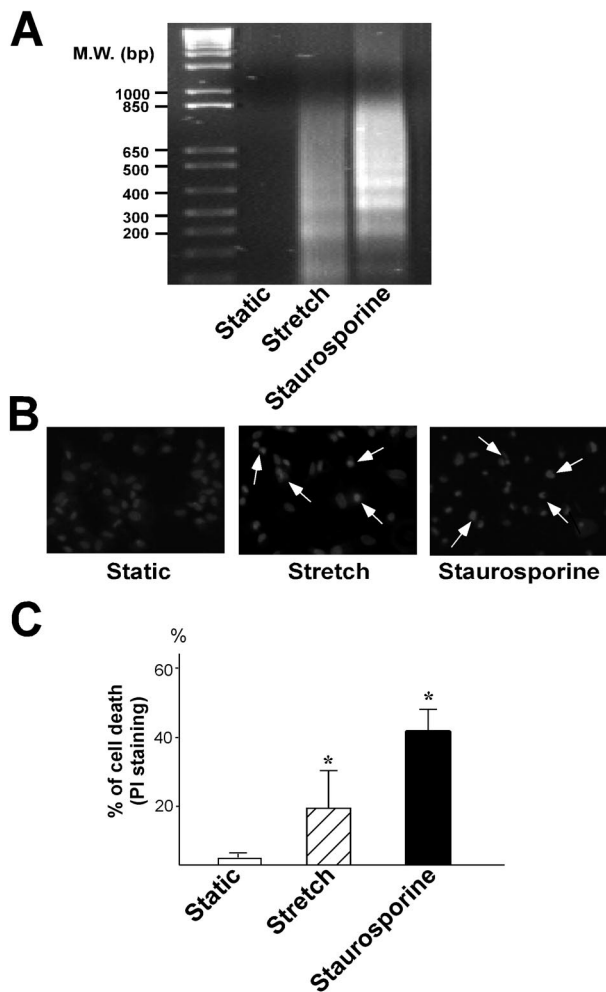 A
M.W. (bp)
1000
850
650
500
400
300
200
Static
Stretch
Staurosporine
B
Static
Stretch
Staurosporine
C
%
% of cell death
(PI staining)
60
40
20
*
*
Static
Stretch
Staurosporine